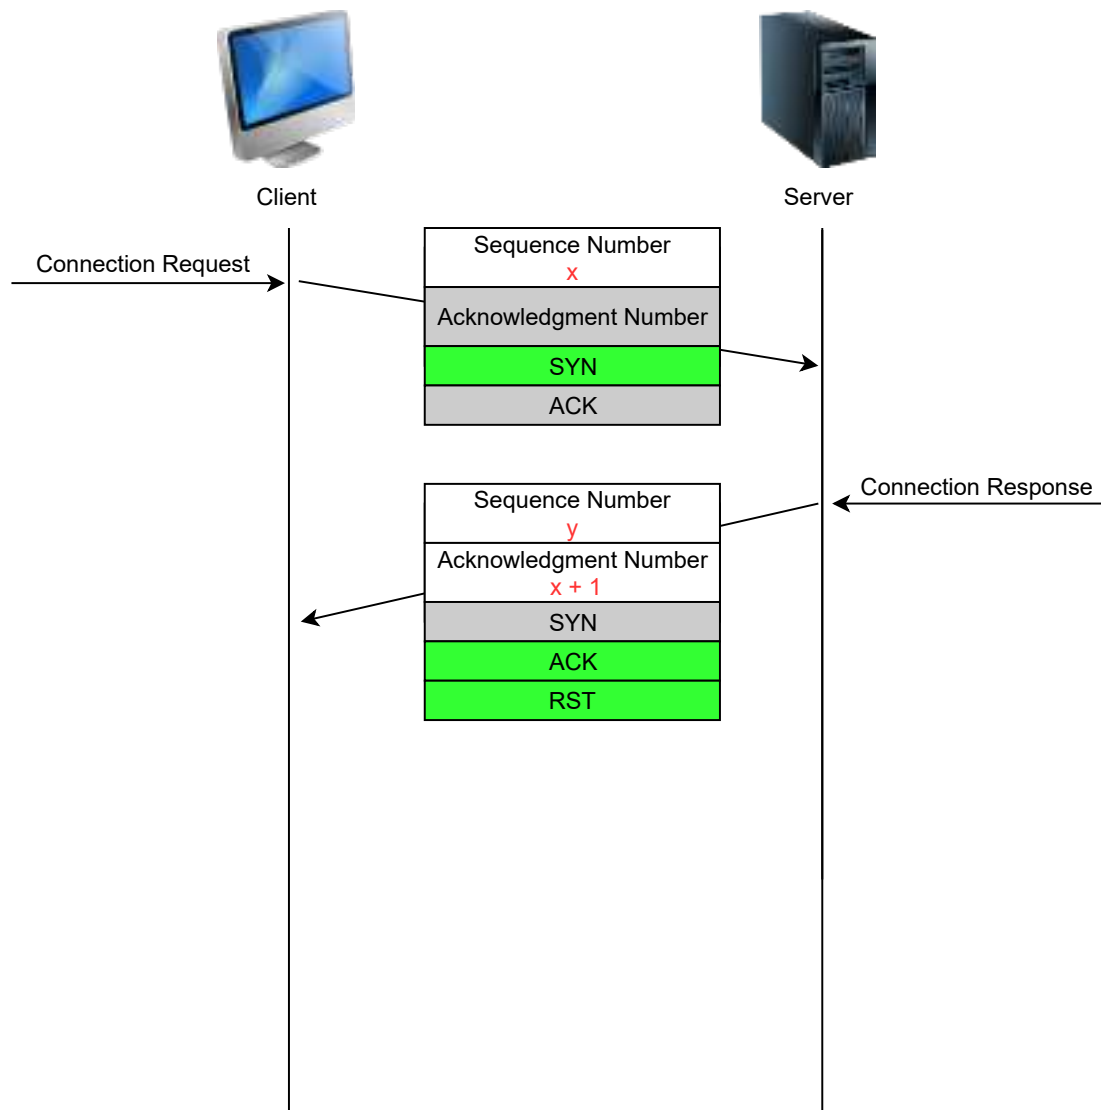 Client
Server
Connection Request
Sequence Number
x
Acknowledgment Number
SYN
ACK
Connection Response
Sequence Number
y
Acknowledgment Number
x + 1
SYN
ACK
RST